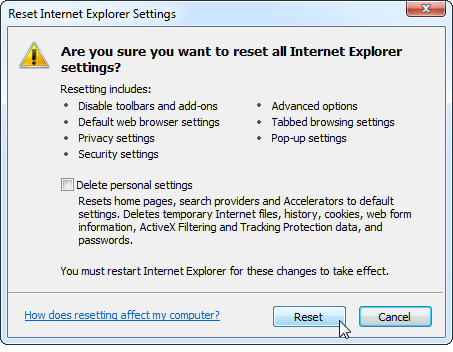 Reset Internet Explorer Settings
Are you sure you want to reset all Internet Explorer
settings?
Resetting includes:
• Disable toolbars and add-ons
• Default web browser settings
• Privacy settings
• Security settings
• Advanced options
• Tabbed browsing settings
• Pop-up settings
Delete personal settings
Resets home pages, search providers and Accelerators to default
settings. Deletes temporary Internet files, history, cookies, web form
information, ActiveX Filtering and Tracking Protection data, and
passwords.
You must restart Internet Explorer for these changes to take effect.
How does resetting affect my computer?
Reset
Cancel